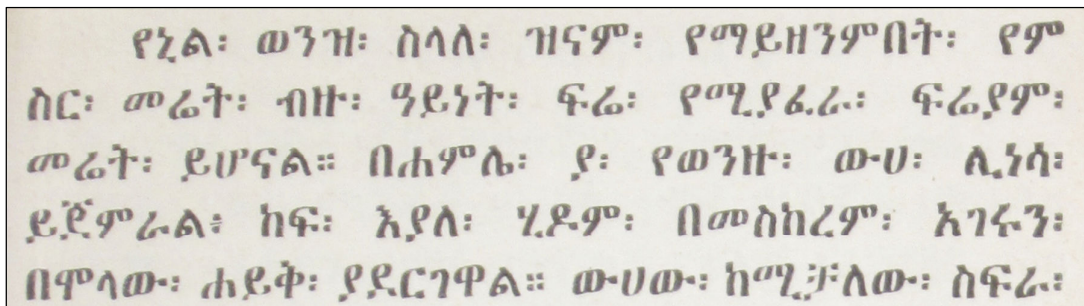 የኒል፡ ወንዝ፡ ስላለ፡ ዝናም፡ የማይዘንምበት፡ የም
ስር፡ መሬት፡ ብዙ፡ ዓይነት፡ ፍሬ፡ የሚያፈራ፡ ፍሬያም፡
መሬት፡ ይሆናል። በሐምሌ፡ ያ፡ የወንዙ፡ ውሀ፡ ሊነሳ፡
ይጀምራል፤ ከፍ፡ እያለ፡ ሂዶም፡ በመስከረም፡ አገሩን፡
በሞላው፡ ሐይቅ፡ ያደርገዋል። ውሀው፡ ከሚቻለው፡ ስፍራ፡